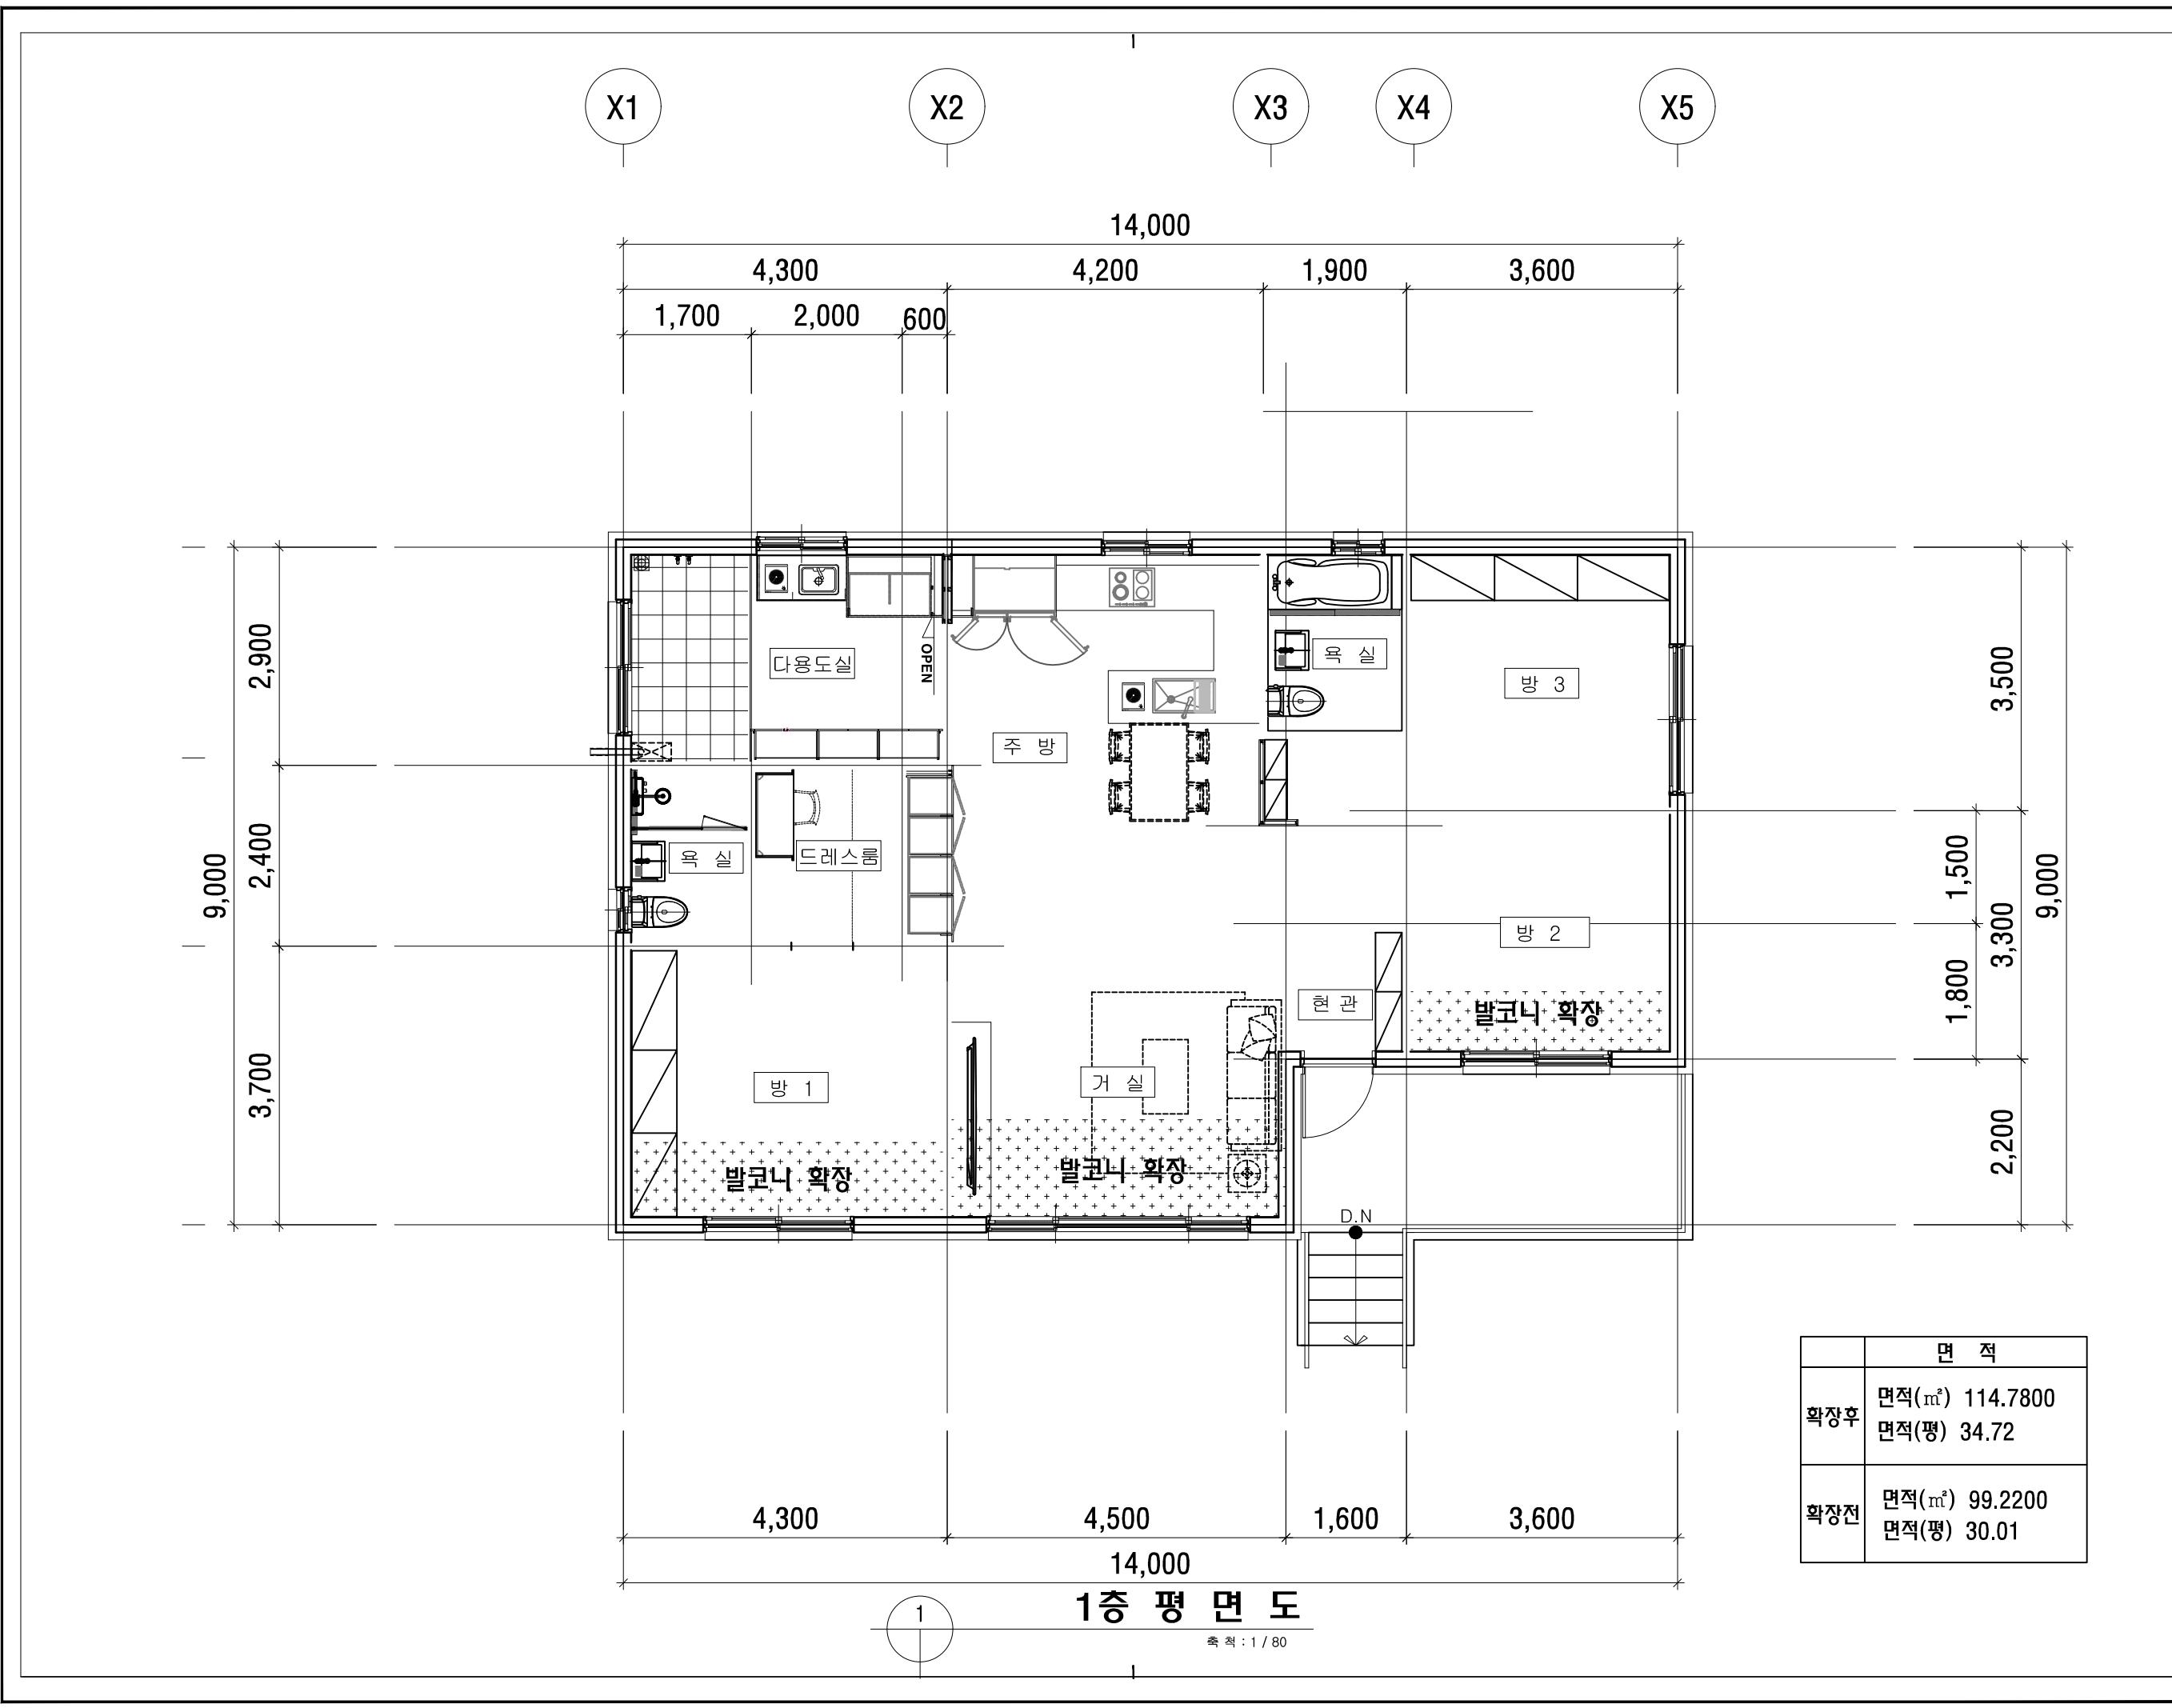 X1 X2 X3 X4 X5
14,000
4,300 4,200 1,900 3,600
1,700 2,000 600
2,900
2,400
3,700
9,000
다용도실
OPEN
주 방
욕 실
방 3
욕 실
드레스룸
방 2
발코니 확장
현 관
방 1
거 실
발코니 확장
발코니 확장
D.N
3,500
1,500
3,300
1,800
2,200
9,000
면 적
확장후
면적(㎡) 114.7800
면적(평) 34.72
확장전
면적(㎡) 99.2200
면적(평) 30.01
4,300 4,500 1,600 3,600
14,000
1
1층 평 면 도
축 척 : 1 / 80